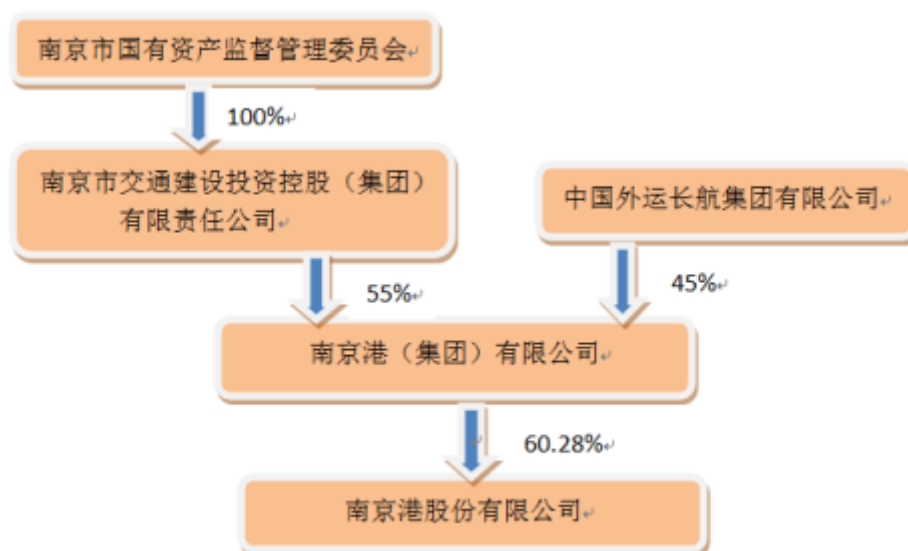 南京市国有资产监督管理委员会
100%
南京市交通建设投资控股（集团）
有限责任公司
中国外运长航集团有限公司
55%
45%
南京港（集团）有限公司
60.28%
南京港股份有限公司